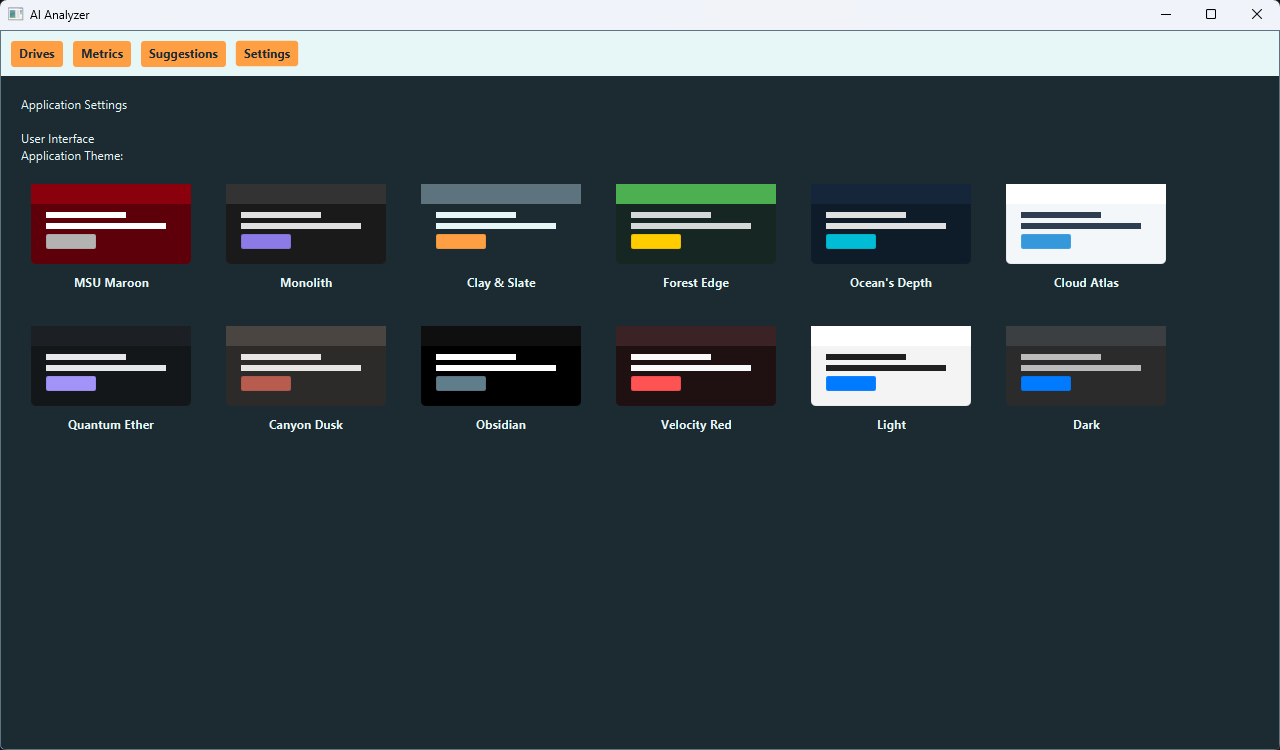 AI Analyzer
Drives Metrics Suggestions Settings
Application Settings
User Interface
Application Theme:
MSU Maroon Monolith Clay & Slate Forest Edge Ocean's Depth Cloud Atlas
Quantum Ether Canyon Dusk Obsidian Velocity Red Light Dark